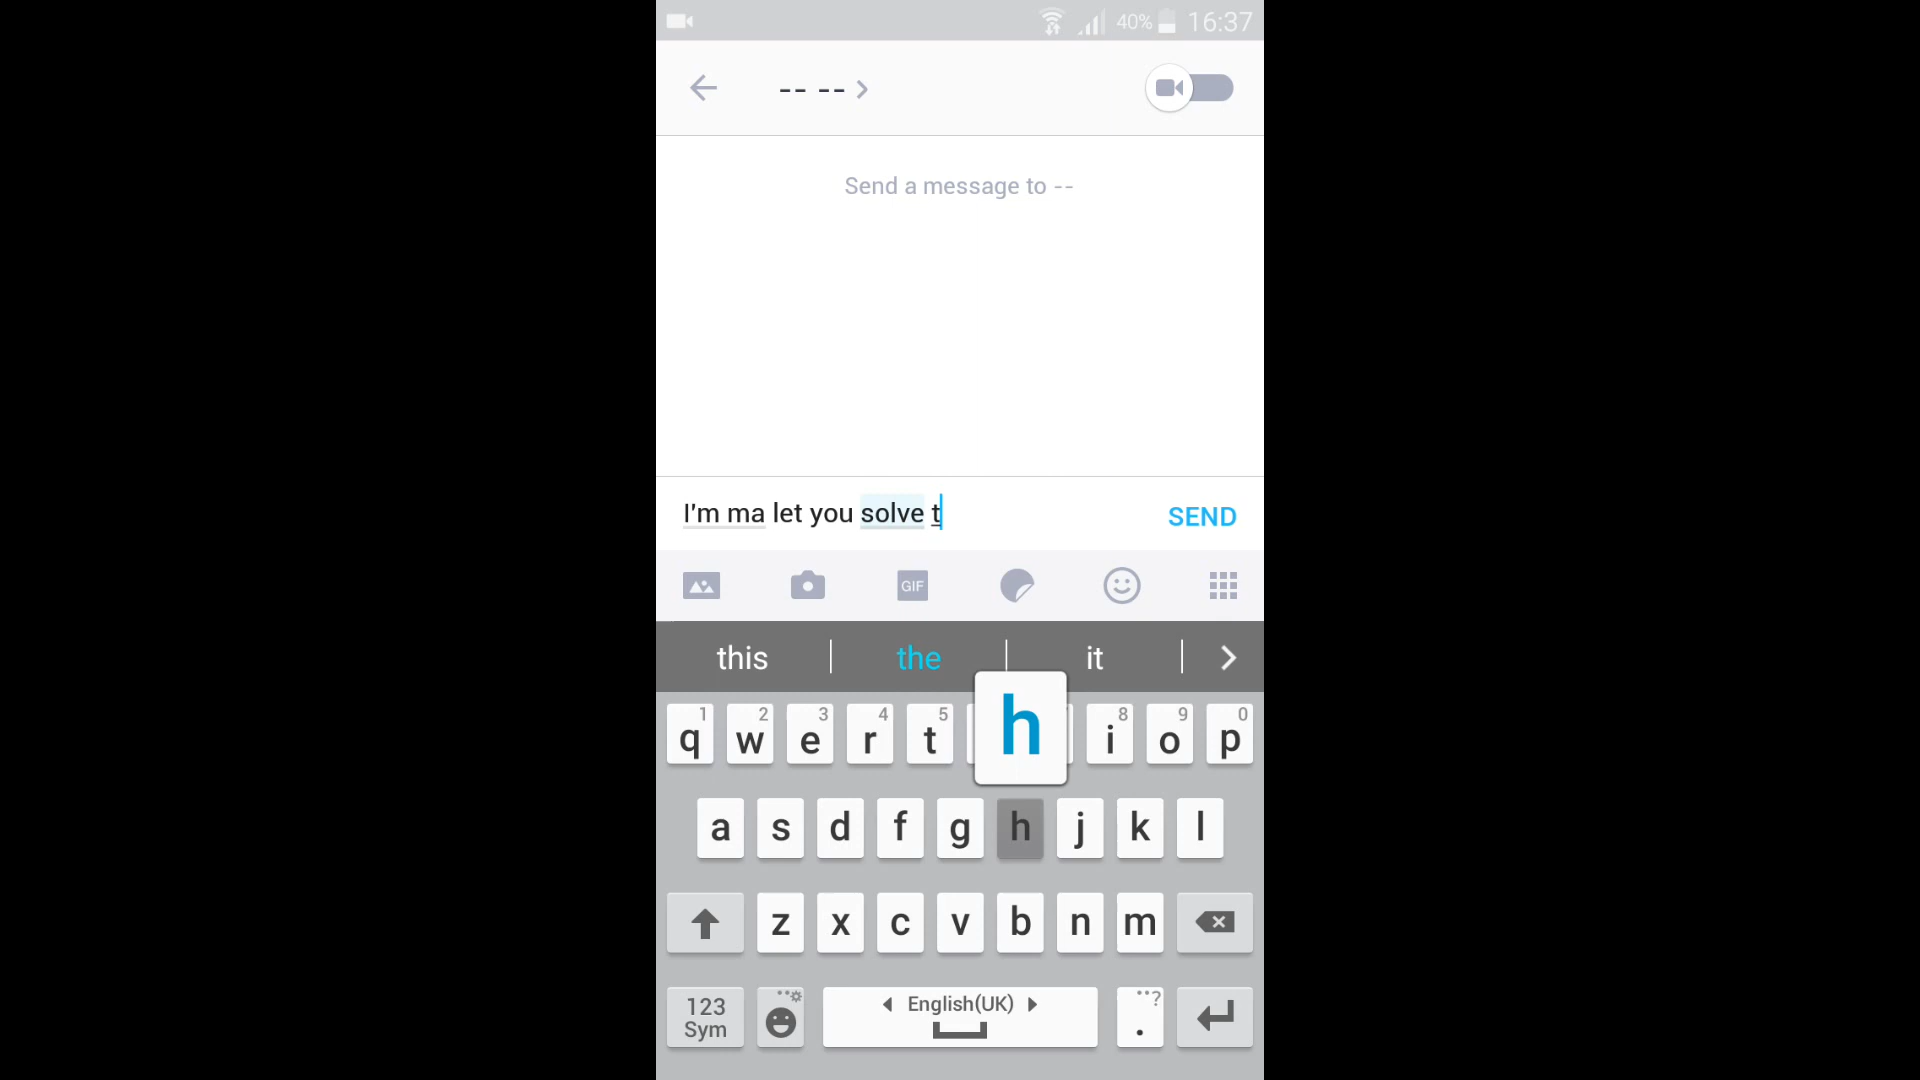 40% 16:37
-- --
Send a message to --
I'm ma let you solve t
SEND
GIF
this the it
h
1 2 3 4 5 8 9 0
q w e r t i o p
a s d f g h j k l
z x c v b n m
123 Sym
English(UK)
?
.